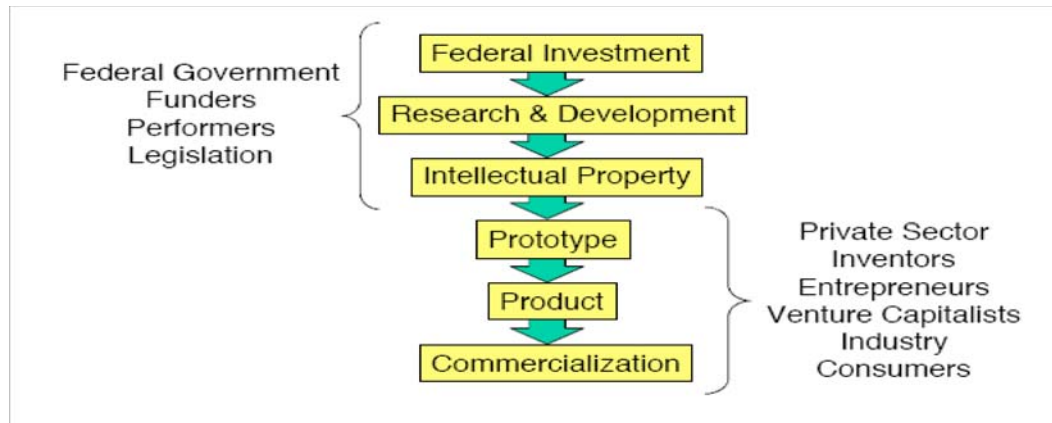 Federal Government
Funders
Performers
Legislation
Federal Investment
Research & Development
Intellectual Property
Prototype
Product
Commercialization
Private Sector
Inventors
Entrepreneurs
Venture Capitalists
Industry
Consumers